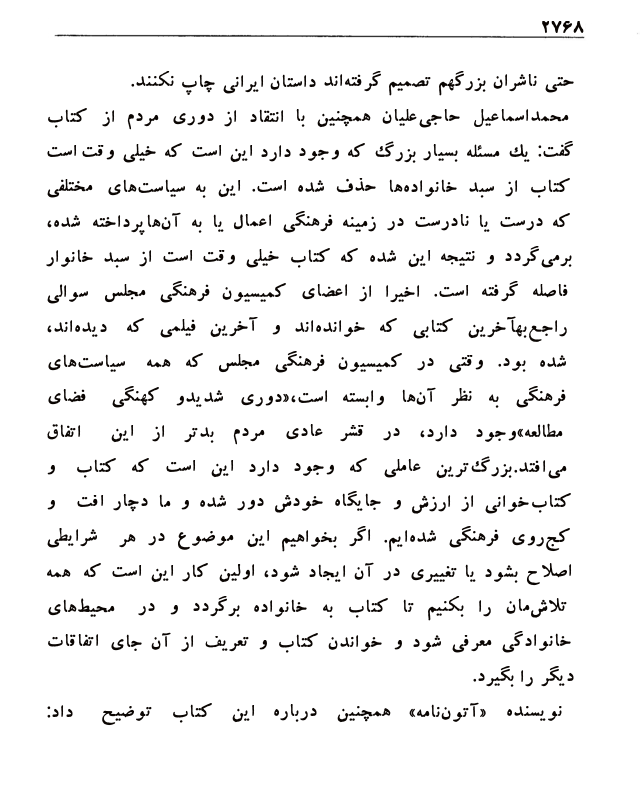 ۲۷۶۸
حتی ناشران بزرگهم تصمیم گرفته‌اند داستان ایرانی چاپ نکنند.
محمداسماعیل حاجی‌علیان همچنین با انتقاد از دوری مردم از کتاب
گفت: یك مسئله بسیار بزرگ که وجود دارد این است که خیلی وقت است
کتاب از سبد خانواده‌ها حذف شده است. این به سیاست‌های مختلفی
که درست یا نادرست در زمینه فرهنگی اعمال یا به آن‌هاپرداخته شده،
برمی‌گردد و نتیجه این شده که کتاب خیلی وقت است از سبد خانوار
فاصله گرفته است. اخیرا از اعضای کمیسیون فرهنگی مجلس سوالی
راجع‌بهآخرین کتابی که خوانده‌اند و آخرین فیلمی که دیده‌اند،
شده بود. وقتی در کمیسیون فرهنگی مجلس که همه سیاست‌های
فرهنگی به نظر آن‌ها وابسته است،«دوری شدیدو کهنگی فضای
مطالعه»وجود دارد، در قشر عادی مردم بدتر از این اتفاق
می‌افتد.بزرگ‌ترین عاملی که وجود دارد این است که کتاب و
کتاب‌خوانی از ارزش و جایگاه خودش دور شده و ما دچار افت و
کج‌روی فرهنگی شده‌ایم. اگر بخواهیم این موضوع در هر شرایطی
اصلاح بشود یا تغییری در آن ایجاد شود، اولین کار این است که همه
تلاش‌مان را بکنیم تا کتاب به خانواده برگردد و در محیط‌های
خانوادگی معرفی شود و خواندن کتاب و تعریف از آن جای اتفاقات
دیگر را بگیرد.
نویسنده «آتون‌نامه» همچنین درباره این کتاب توضیح داد: